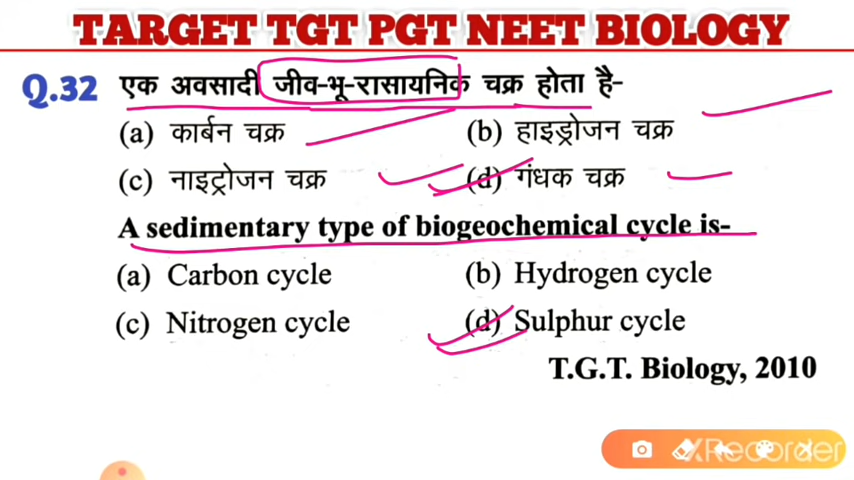 TARGET TGT PGT NEET BIOLOGY
Q.32 एक अवसादी जीव-भू-रासायनिक चक्र होता है-
(a) कार्बन चक्र (b) हाइड्रोजन चक्र
(c) नाइट्रोजन चक्र (d) गंधक चक्र
A sedimentary type of biogeochemical cycle is-
(a) Carbon cycle (b) Hydrogen cycle
(c) Nitrogen cycle (d) Sulphur cycle
T.G.T. Biology, 2010
XRecorder